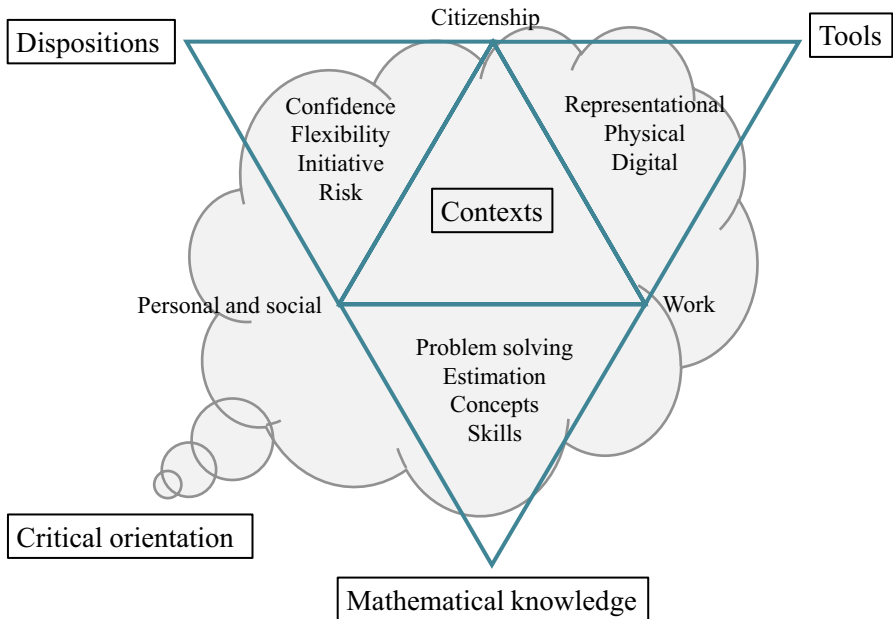 Citizenship
Dispositions
Tools
Confidence
Flexibility
Initiative
Risk
Representational
Physical
Digital
Contexts
Personal and social
Work
Problem solving
Estimation
Concepts
Skills
Critical orientation
Mathematical knowledge